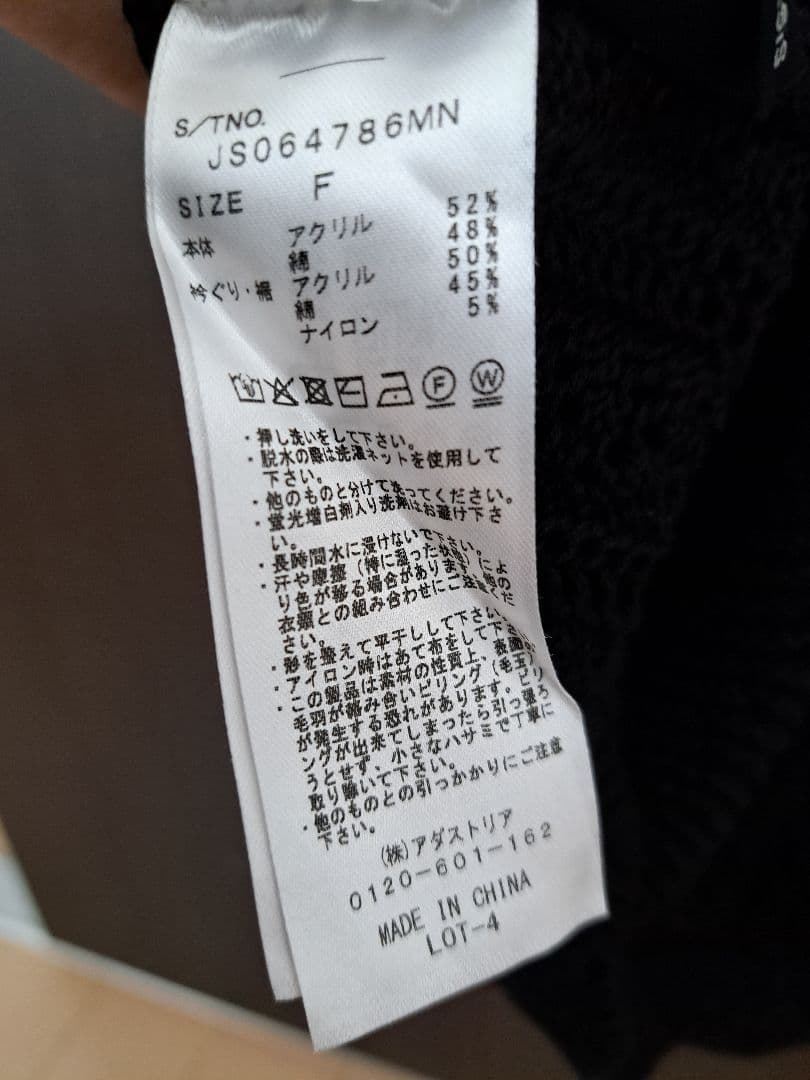 S/TNO.
JS064786MN
SIZE F
本体 アクリル 52%
綿 48%
衿ぐり・裾 アクリル 50%
綿 45%
ナイロン 5%
F W
・押し洗いをして下さい。
・脱水の際は洗濯ネットを使用して
下さい。
・他のものと分けて洗ってください。
・蛍光増白剤入り洗剤はお避け下さ
い。
・長時間水に浸けないで下さい。
・汗や摩擦(特に湿った状態)によ
り色が移る場合があります。他の
衣類との組み合わせにご注意くだ
さい。
・形を整えて平干しして下さい。
・アイロン時はあて布をして下さい。
・この製品は素材の性質上、表面の
毛羽が絡み合いピリング(毛玉)
が発生する恐れがあります。ピリ
ングが出来てしまったら引っ張ろ
うとせず、小さなハサミで丁寧に
取り除いて下さい。
・他のものとの引っかかりにご注意
下さい。
(株)アダストリア
0120-601-162
MADE IN CHINA
LOT-4